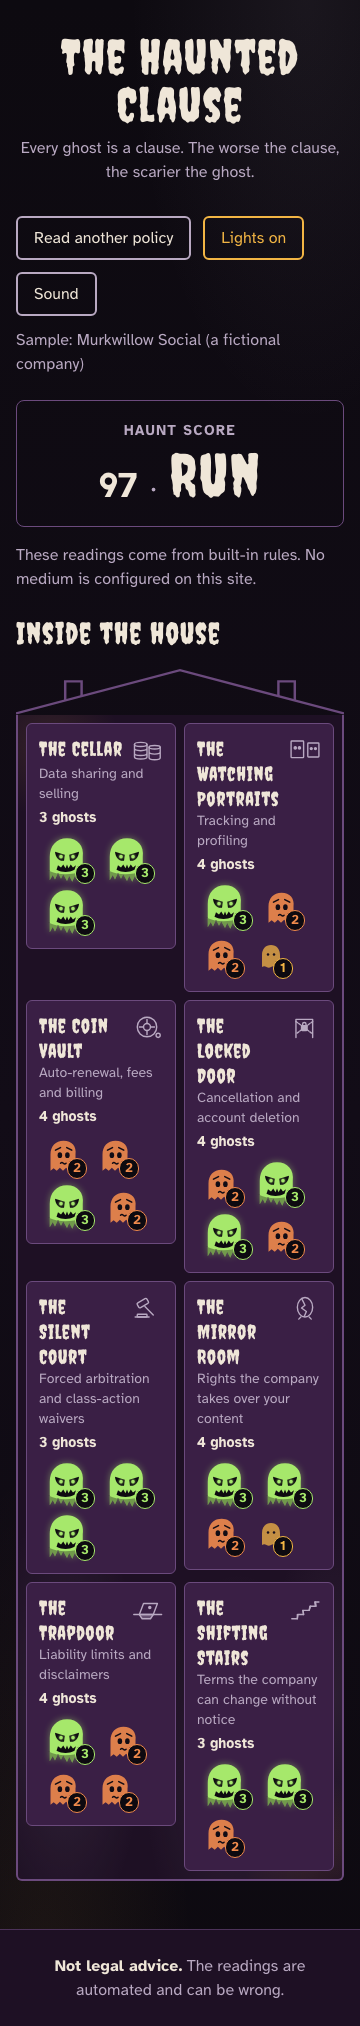 THE HAUNTED
CLAUSE
Every ghost is a clause. The worse the clause,
the scarier the ghost.
Read another policy
Lights on
Sound
Sample: Murkwillow Social (a fictional
company)
HAUNT SCORE
97 · RUN
These readings come from built-in rules. No
medium is configured on this site.
INSIDE THE HOUSE
THE CELLAR
Data sharing and
selling
3 ghosts
3 3
3
THE
WATCHING
PORTRAITS
Tracking and
profiling
4 ghosts
3 2
2 1
THE COIN
VAULT
Auto-renewal, fees
and billing
4 ghosts
2 2
3 2
THE
LOCKED
DOOR
Cancellation and
account deletion
4 ghosts
2 3
3 2
THE
SILENT
COURT
Forced arbitration
and class-action
waivers
3 ghosts
3 3
3
THE
MIRROR
ROOM
Rights the company
takes over your
content
4 ghosts
3 3
2 1
THE
TRAPDOOR
Liability limits and
disclaimers
4 ghosts
3 2
2 2
THE
SHIFTING
STAIRS
Terms the company
can change without
notice
3 ghosts
3 3
2
Not legal advice. The readings are
automated and can be wrong.